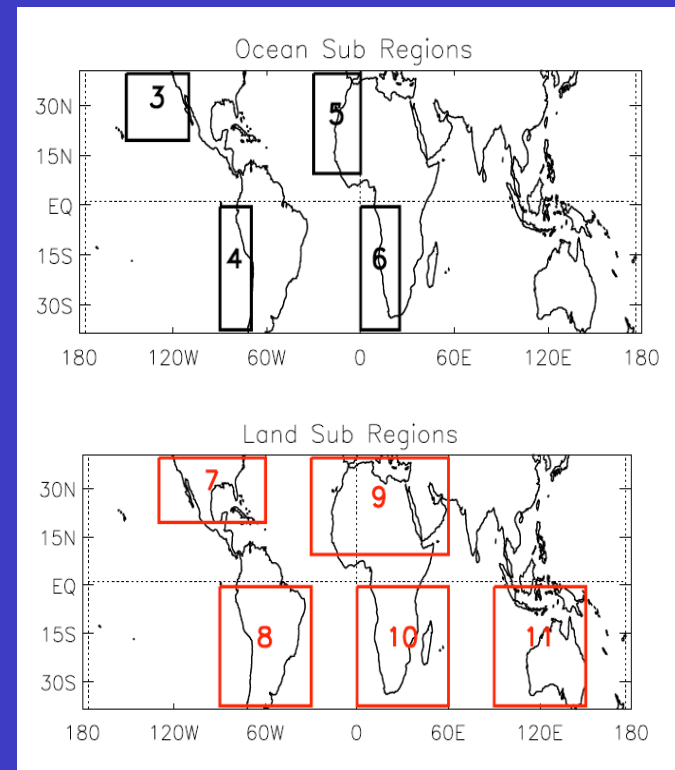 Ocean Sub Regions
30N
15N
EQ
15S
30S
3
5
4
6
180 120W 60W 0 60E 120E 180
Land Sub Regions
30N
15N
EQ
15S
30S
7
9
8
10
11
180 120W 60W 0 60E 120E 180